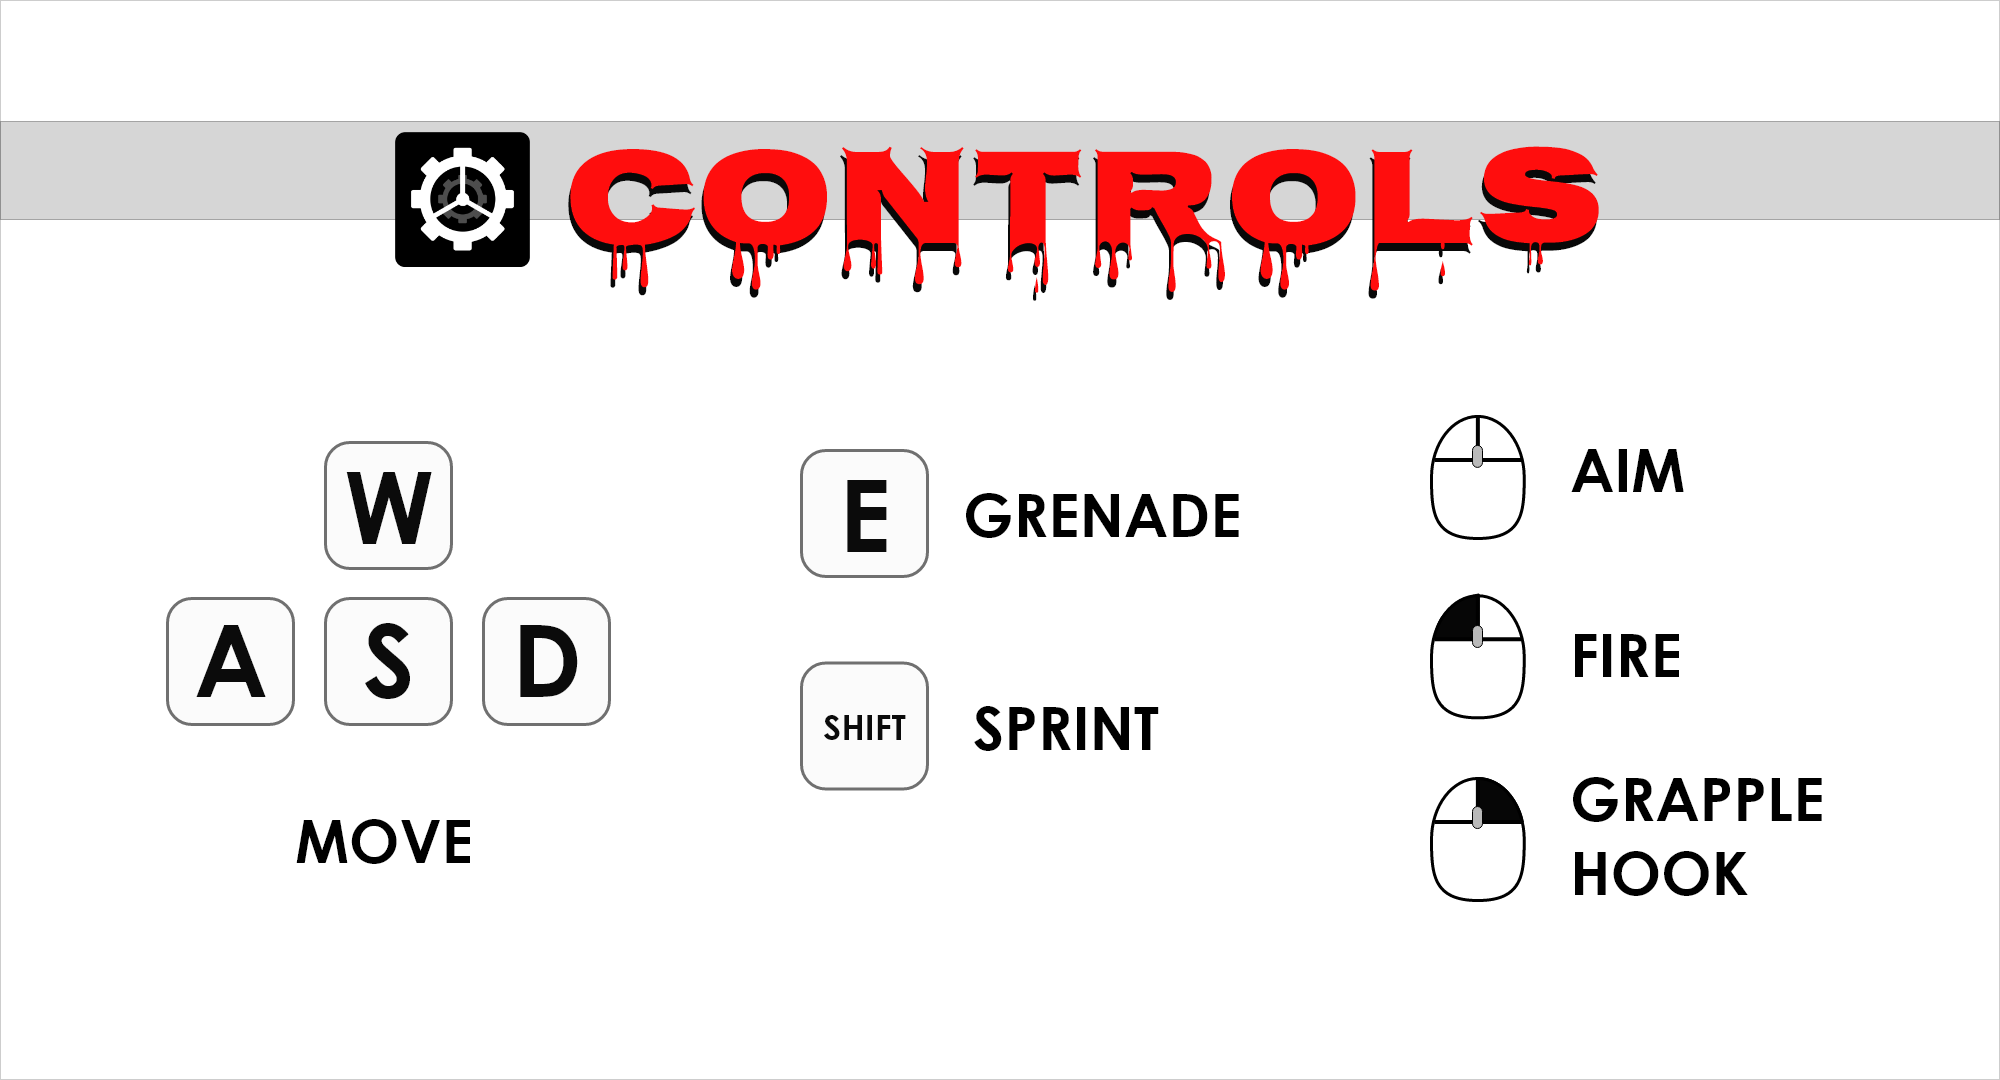 CONTROLS
W
A S D
MOVE
E GRENADE
SHIFT SPRINT
AIM
FIRE
GRAPPLE
HOOK